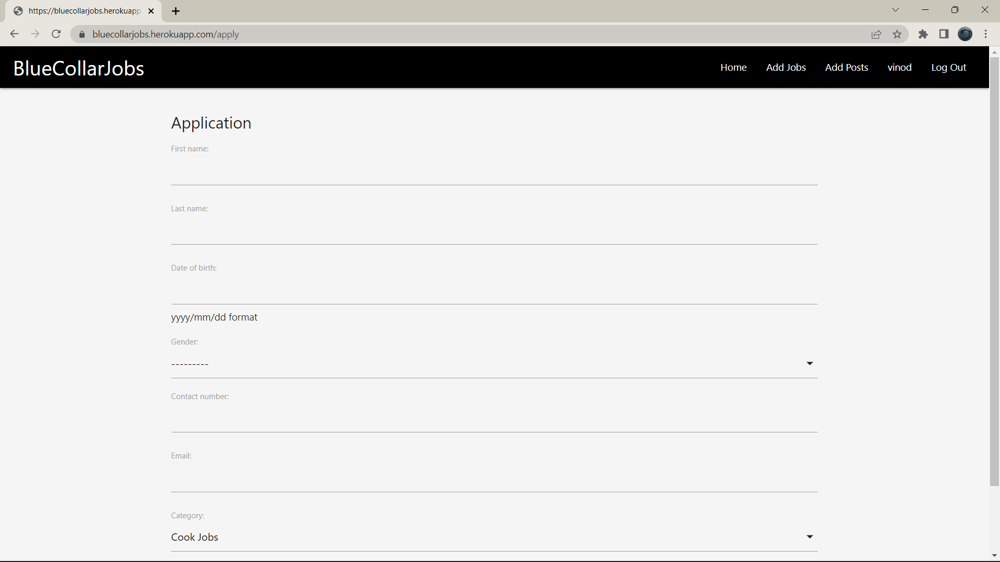 https://bluecollarjobs.herokuapp.
bluecollarjobs.herokuapp.com/apply
BlueCollarJobs
Home Add Jobs Add Posts vinod Log Out
Application
First name:
Last name:
Date of birth:
yyyy/mm/dd format
Gender:
---------
Contact number:
Email:
Category:
Cook Jobs